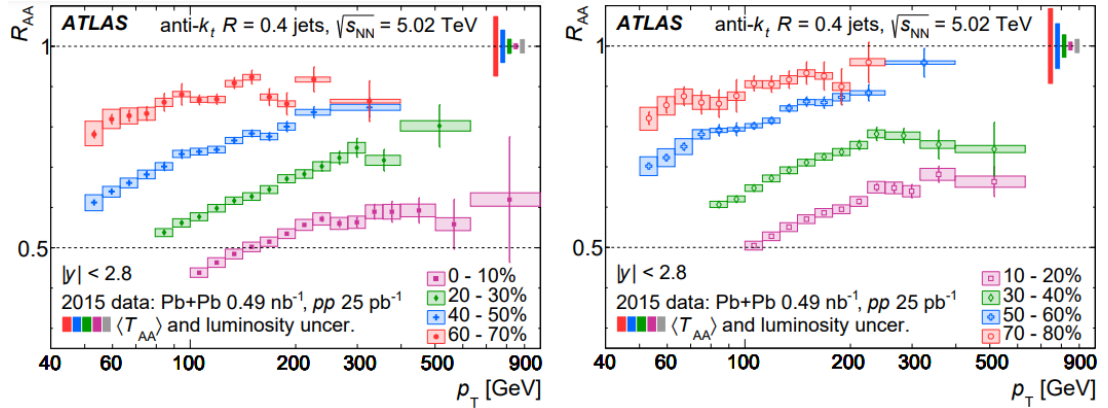 ATLAS anti-kt R = 0.4 jets, √sNN = 5.02 TeV
RAA
1
0.5
|y| < 2.8
2015 data: Pb+Pb 0.49 nb-1, pp 25 pb-1
⟨TAA⟩ and luminosity uncer.
0 - 10%
20 - 30%
40 - 50%
60 - 70%
40 60 100 200 300 500 900
pT [GeV]
ATLAS anti-kt R = 0.4 jets, √sNN = 5.02 TeV
RAA
1
0.5
|y| < 2.8
2015 data: Pb+Pb 0.49 nb-1, pp 25 pb-1
⟨TAA⟩ and luminosity uncer.
10 - 20%
30 - 40%
50 - 60%
70 - 80%
40 60 100 200 300 500 900
pT [GeV]